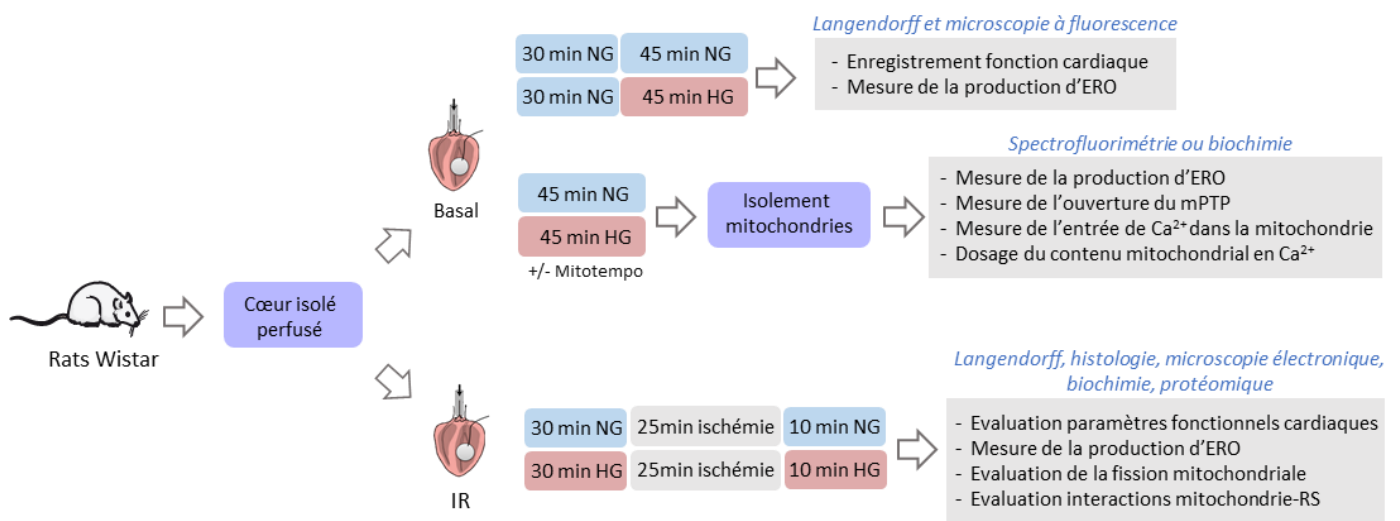 Langendorff et microscopie à fluorescence
30 min NG 45 min NG
30 min NG 45 min HG
- Enregistrement fonction cardiaque
- Mesure de la production d’ERO
Basal
45 min NG
45 min HG
+/- Mitotempo
Isolement
mitochondries
Spectrofluorimétrie ou biochimie
- Mesure de la production d’ERO
- Mesure de l’ouverture du mPTP
- Mesure de l’entrée de Ca²⁺ dans la mitochondrie
- Dosage du contenu mitochondrial en Ca²⁺
Rats Wistar
Cœur isolé
perfusé
IR
30 min NG 25min ischémie 10 min NG
30 min HG 25min ischémie 10 min HG
Langendorff, histologie, microscopie électronique,
biochimie, protéomique
- Evaluation paramètres fonctionnels cardiaques
- Mesure de la production d’ERO
- Evaluation de la fission mitochondriale
- Evaluation interactions mitochondrie-RS